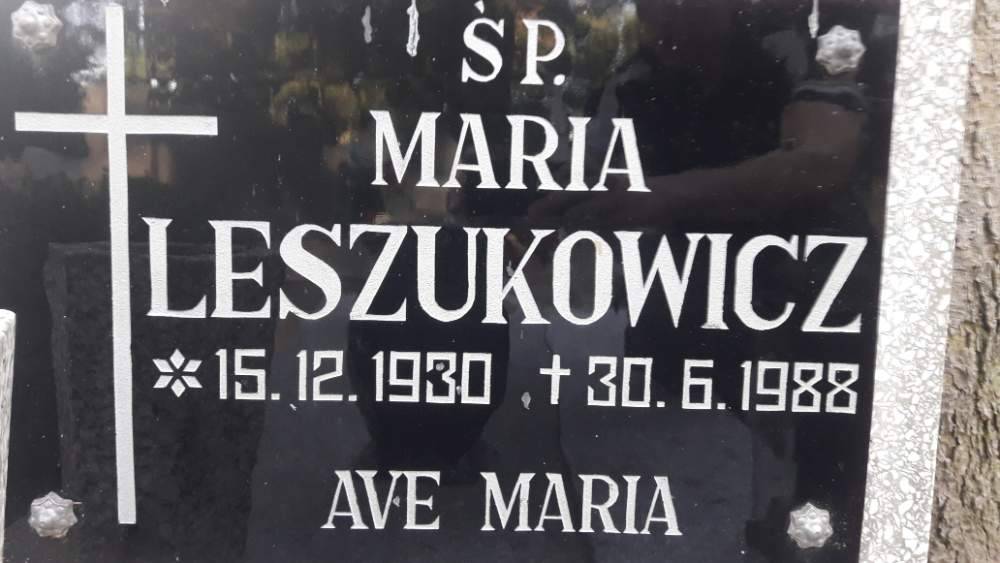 ŚP.
MARIA
LESZUKOWICZ
* 15. 12. 1930 † 30. 6. 1988
AVE MARIA